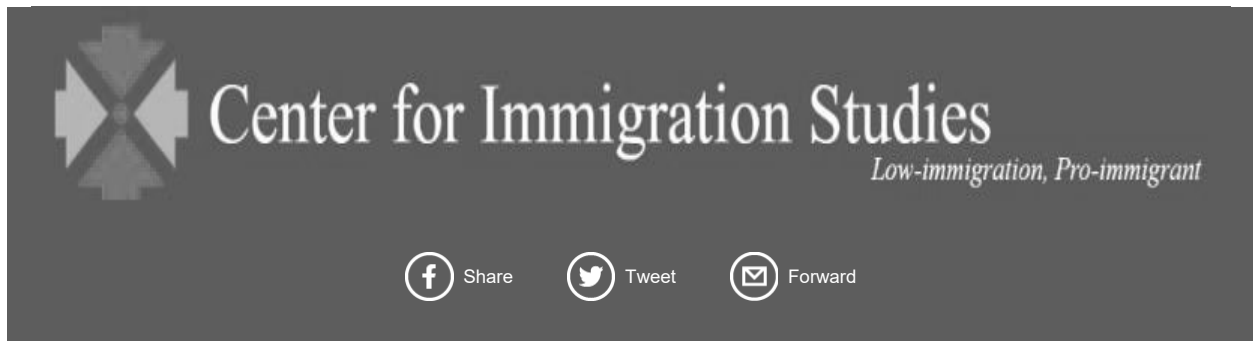 Center for Immigration Studies
Low-immigration, Pro-immigrant
Share Tweet Forward